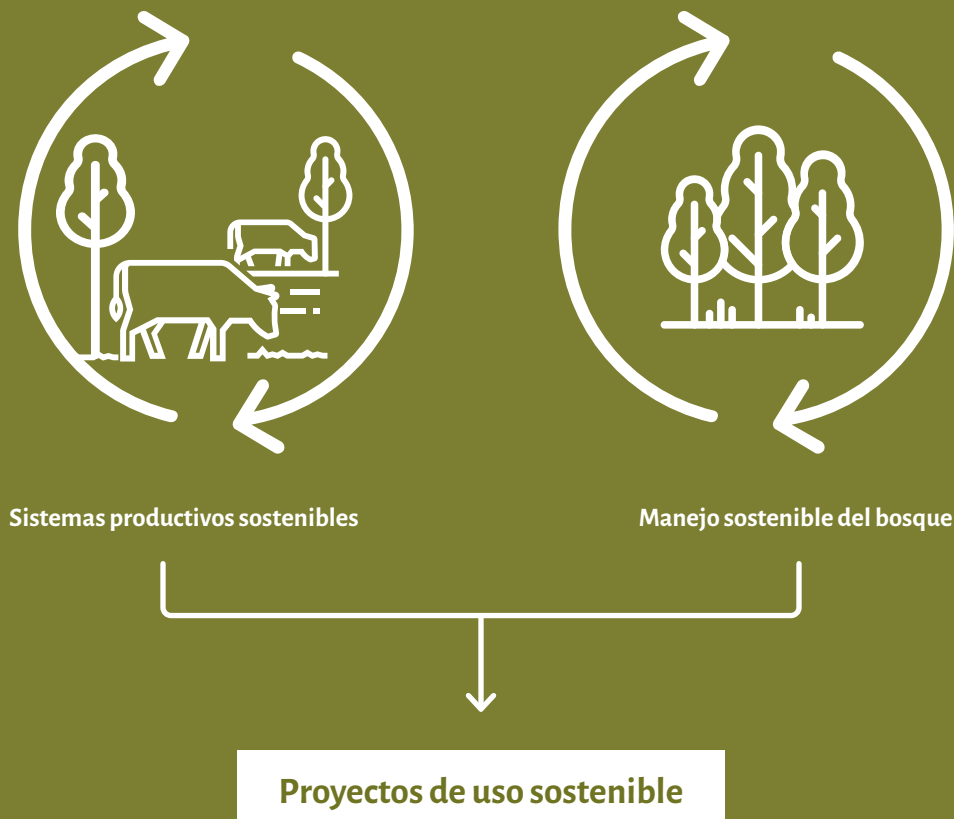 Sistemas productivos sostenibles
Manejo sostenible del bosque
Proyectos de uso sostenible